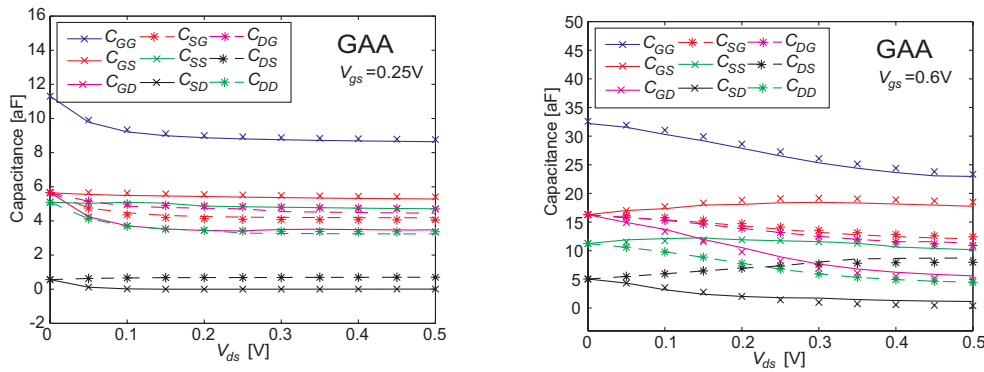 16
14
12
10
8
6
4
2
0
-2
Capacitance [aF]
C_GG C_SG C_DG
C_GS C_SS C_DS
C_GD C_SD C_DD
GAA
V_gs =0.25V
0 0.1 0.2 0.3 0.4 0.5
V_ds [V]
50aF
45
40
35
30
25
20
15
10
5
0
Capacitance [aF]
C_GG C_SG C_DG
C_GS C_SS C_DS
C_GD C_SD C_DD
GAA
V_gs =0.6V
0 0.1 0.2 0.3 0.4 0.5
V_ds [V]